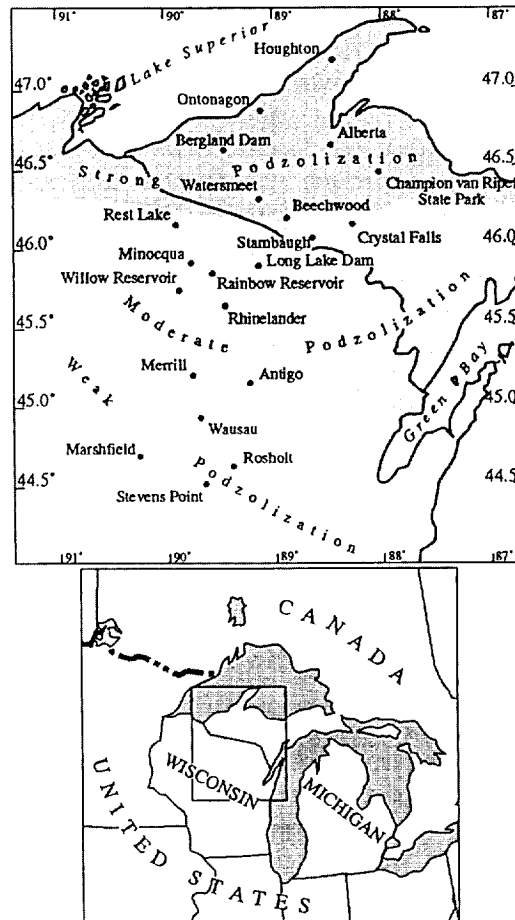 91° 90° 89° 88° 87°
Lake Superior
Houghton
47.0°
Ontonagon
Alberta
Bergland Dam
46.5° 46.5
Strong Podzolization
Watersmeet
Champion van Riper
State Park
Beechwood
Rest Lake
Stambaugh
Crystal Falls
46.0° 46.0
Minocqua
Long Lake Dam
Willow Reservoir
Rainbow Reservoir
Rhinelander
45.5° 45.5
Moderate Podzolization
Merrill
Antigo
Weak Podzolization
Green Bay
45.0° 45.0
Wausau
Marshfield
Rosholt
44.5° 44.5
Stevens Point
91° 90° 89° 88° 87°
CANADA
WISCONSIN
MICHIGAN
UNITED STATES